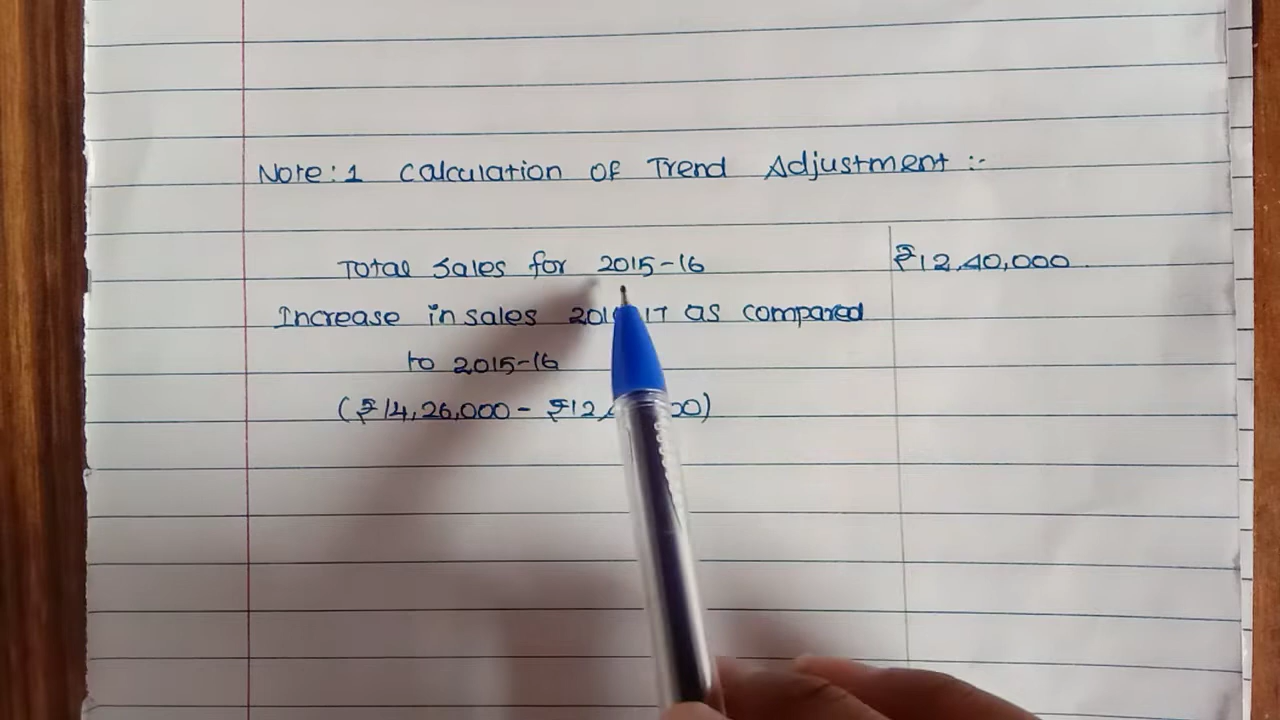 Note:1 Calculation of Trend Adjustment :-
Total Sales for 2015-16 ₹12,40,000
Increase in sales as compared
to 2015-16
(₹14,26,000 -